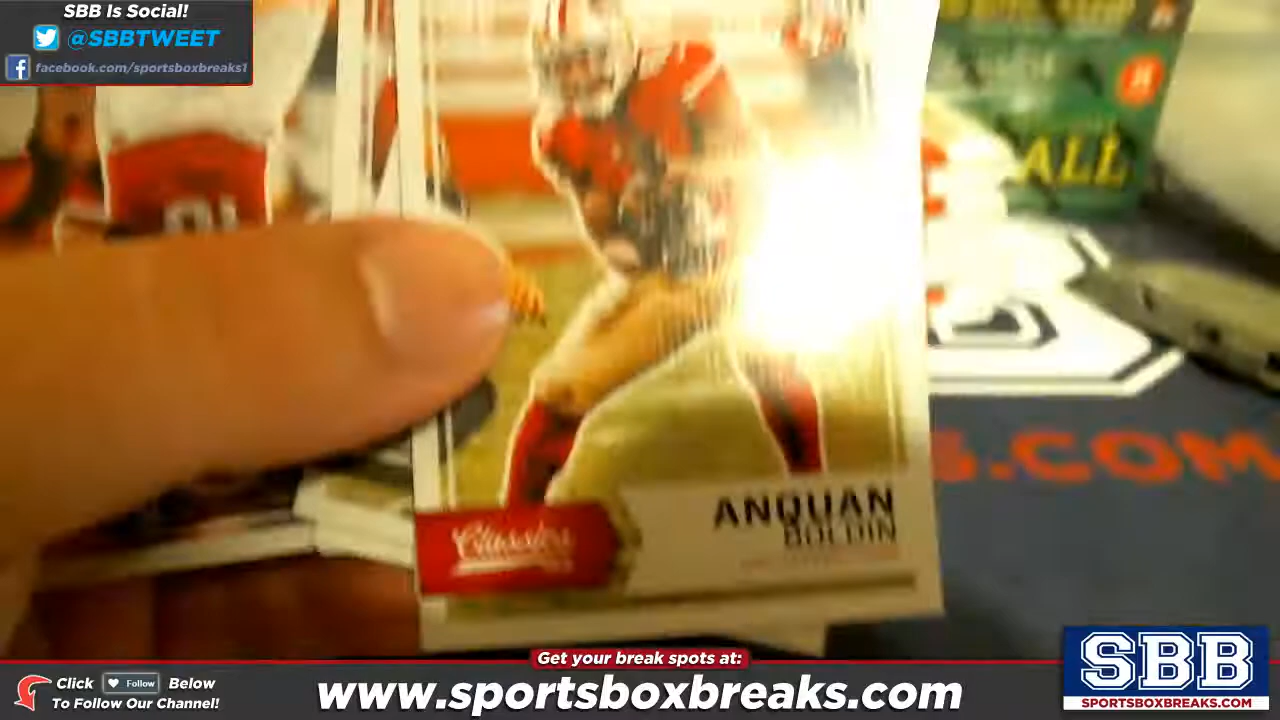 SBB Is Social!
@SBBTWEET
facebook.com/sportsboxbreaks1
ALL
S.COM
ANQUAN
BOLDIN
Classics
Get your break spots at:
Click Follow Below
To Follow Our Channel!
www.sportsboxbreaks.com
SBB
SPORTSBOXBREAKS.COM